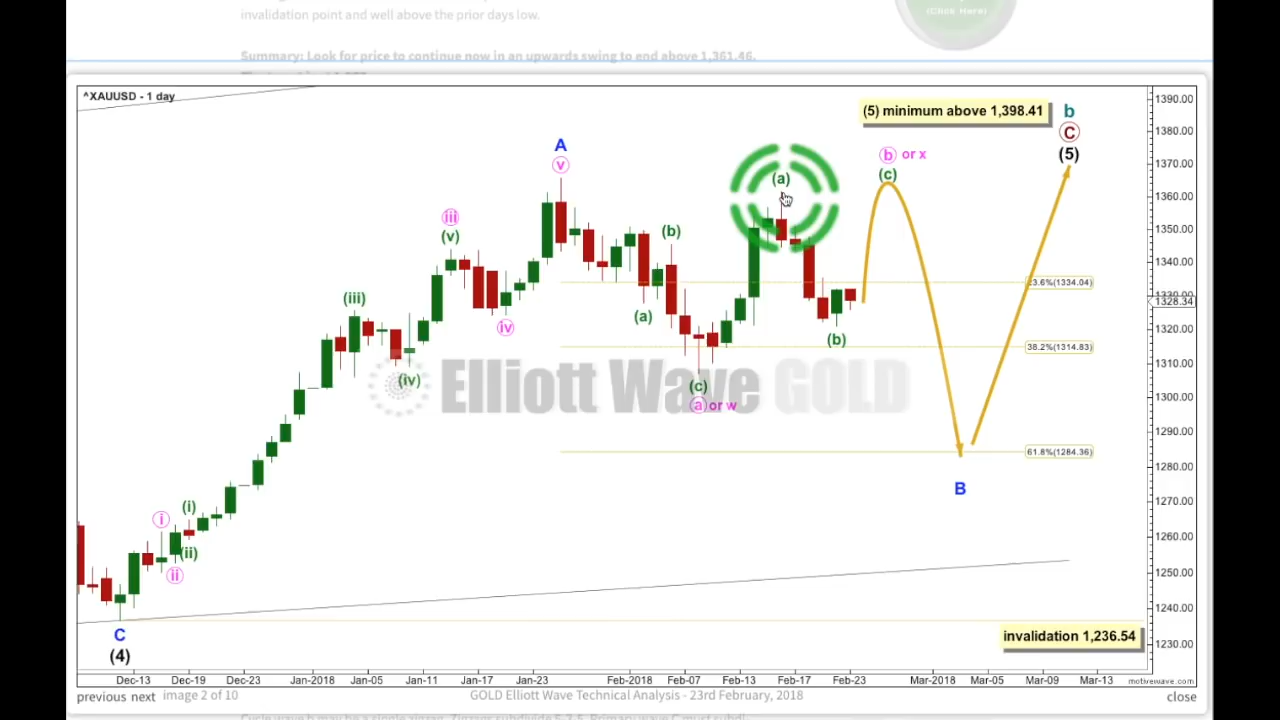 invalidation point and well above the prior days low.
(Click Here)
Summary: Look for price to continue now in an upwards swing to end above 1,361.46.
^XAUUSD - 1 day
(5) minimum above 1,398.41
b
C
(5)
1390.00
1380.00
1370.00
1360.00
1350.00
1340.00
1330.00
1328.34
1320.00
1310.00
1300.00
1290.00
1280.00
1270.00
1260.00
1250.00
1240.00
1230.00
A
v
iii
(v)
(iii)
(iv)
iv
(b)
(a)
(c)
a or w
(a)
(b)
b or x
(c)
23.6%(1334.04)
38.2%(1314.83)
61.8%(1284.36)
Elliott Wave GOLD
B
i
(i)
(ii)
ii
C
(4)
invalidation 1,236.54
Dec-13 Dec-19 Dec-23 Jan-2018 Jan-05 Jan-11 Jan-17 Jan-23 Feb-2018 Feb-07 Feb-13 Feb-17 Feb-23 Mar-2018 Mar-05 Mar-09 Mar-13
motivewave.com
previous next image 2 of 10 GOLD Elliott Wave Technical Analysis - 23rd February, 2018 close